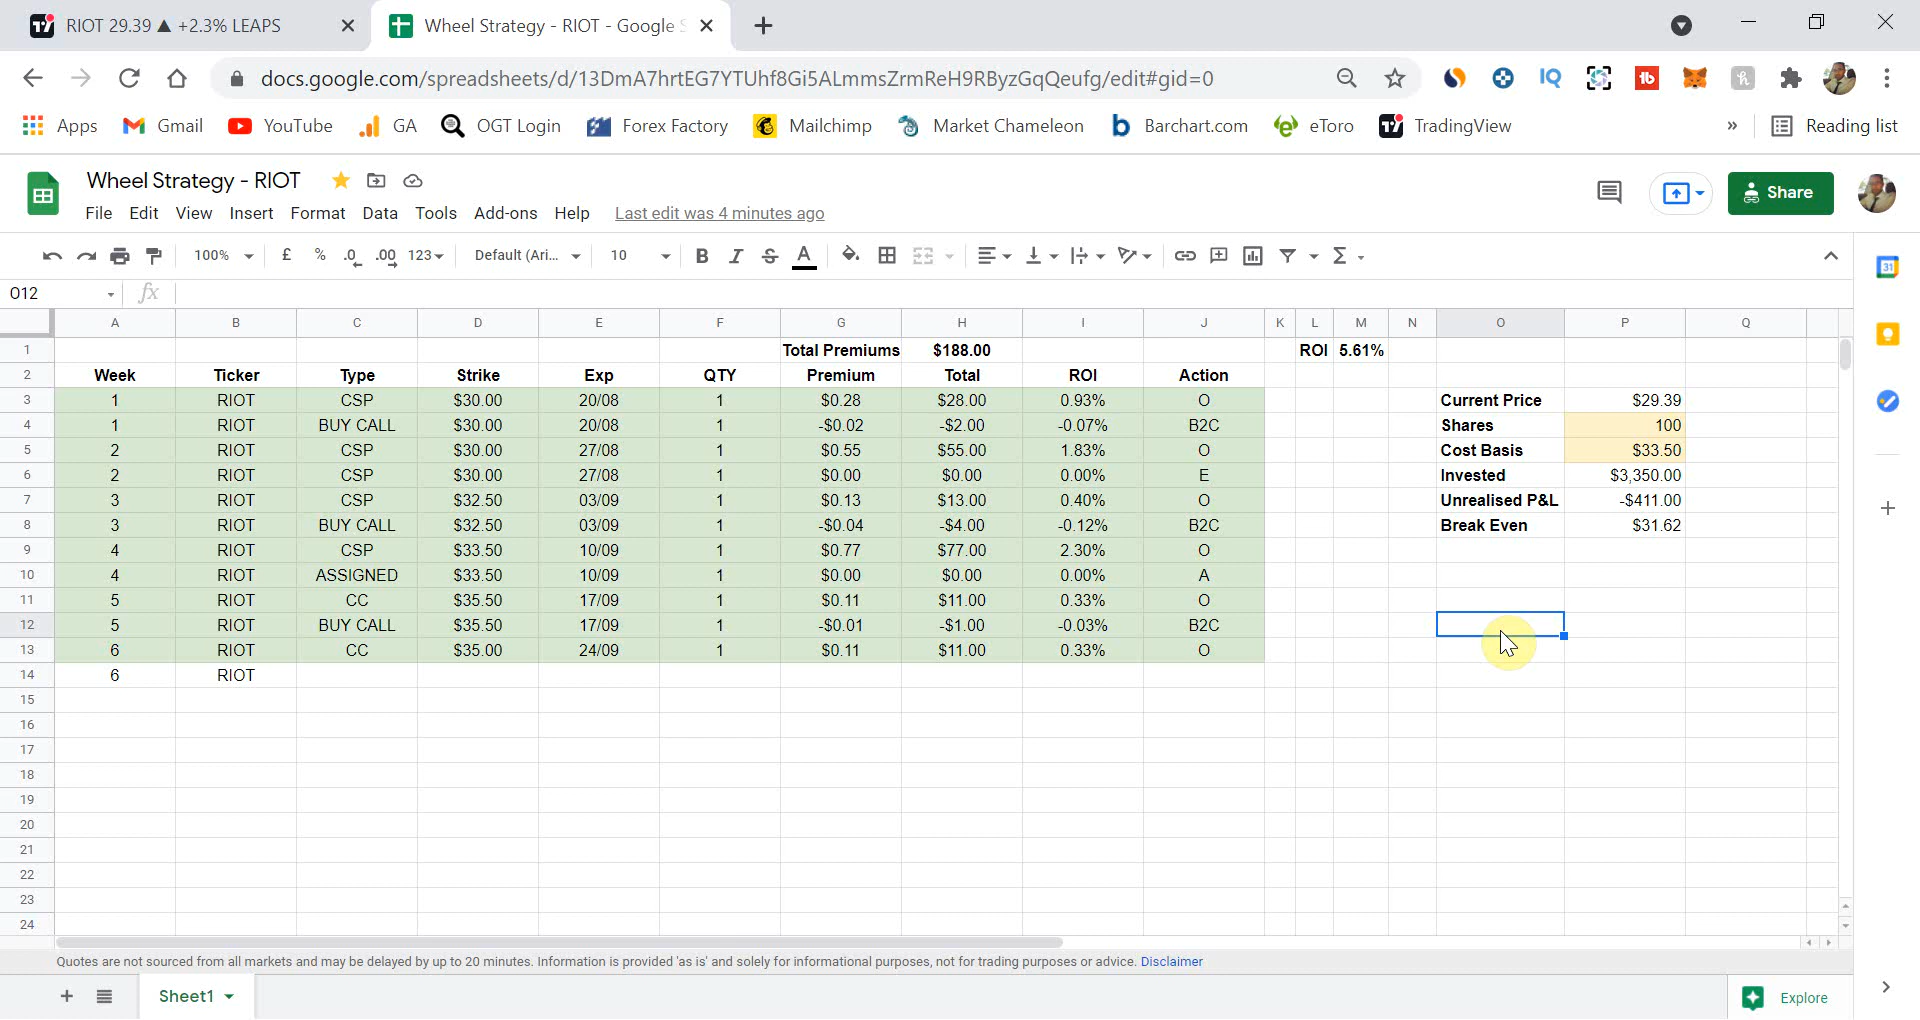 RIOT 29.39 ▲ +2.3% LEAPS
Wheel Strategy - RIOT - Google S
docs.google.com/spreadsheets/d/13DmA7hrtEG7YTUhf8Gi5ALmmsZrmReH9RByzGqQeufg/edit#gid=0
Apps Gmail YouTube GA OGT Login Forex Factory Mailchimp Market Chameleon Barchart.com eToro TradingView » Reading list
Wheel Strategy - RIOT
Share
File Edit View Insert Format Data Tools Add-ons Help Last edit was 4 minutes ago
100% £ % .0 .00 123 Default (Ari... 10 B I S A Σ
31
O12 fx
A B C D E F G H I J K L M N O P Q
1 Total Premiums $188.00 ROI 5.61%
2 Week Ticker Type Strike Exp QTY Premium Total ROI Action
3 1 RIOT CSP $30.00 20/08 1 $0.28 $28.00 0.93% O Current Price $29.39
4 1 RIOT BUY CALL $30.00 20/08 1 -$0.02 -$2.00 -0.07% B2C Shares 100
5 2 RIOT CSP $30.00 27/08 1 $0.55 $55.00 1.83% O Cost Basis $33.50
6 2 RIOT CSP $30.00 27/08 1 $0.00 $0.00 0.00% E Invested $3,350.00
7 3 RIOT CSP $32.50 03/09 1 $0.13 $13.00 0.40% O Unrealised P&L -$411.00
8 3 RIOT BUY CALL $32.50 03/09 1 -$0.04 -$4.00 -0.12% B2C Break Even $31.62
9 4 RIOT CSP $33.50 10/09 1 $0.77 $77.00 2.30% O
10 4 RIOT ASSIGNED $33.50 10/09 1 $0.00 $0.00 0.00% A
11 5 RIOT CC $35.50 17/09 1 $0.11 $11.00 0.33% O
12 5 RIOT BUY CALL $35.50 17/09 1 -$0.01 -$1.00 -0.03% B2C
13 6 RIOT CC $35.00 24/09 1 $0.11 $11.00 0.33% O
14 6 RIOT
15
16
17
18
19
20
21
22
23
24
Quotes are not sourced from all markets and may be delayed by up to 20 minutes. Information is provided 'as is' and solely for informational purposes, not for trading purposes or advice. Disclaimer
Sheet1
Explore